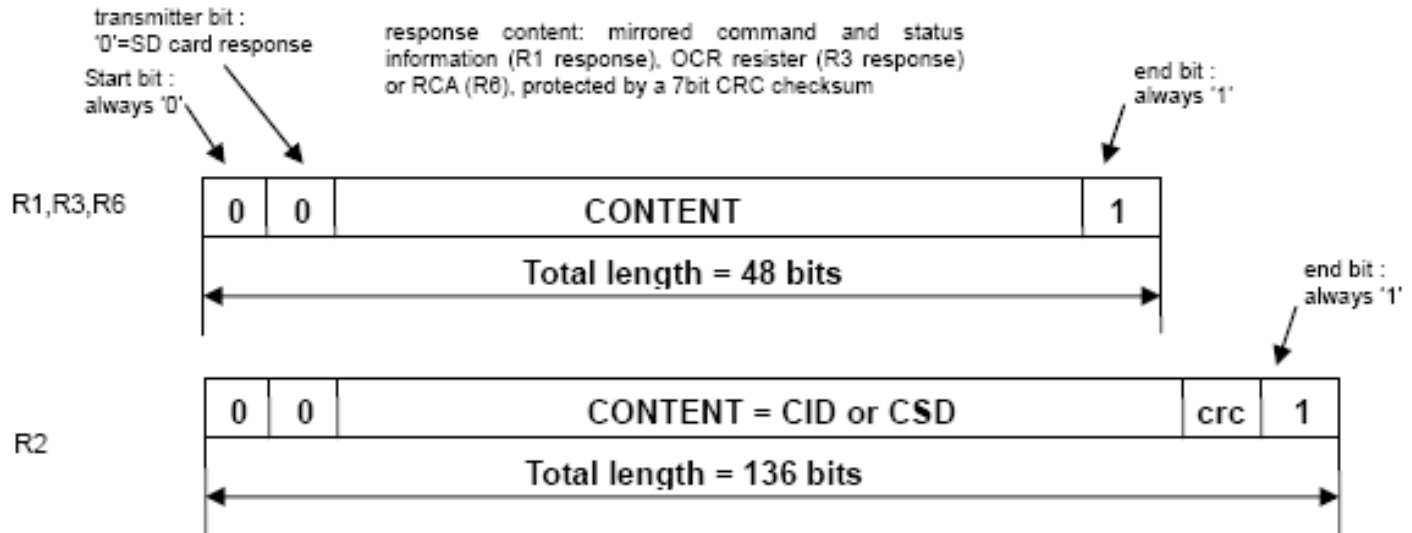 transmitter bit :
'0'=SD card response
Start bit :
always '0'
response content: mirrored command and status
information (R1 response), OCR resister (R3 response)
or RCA (R6), protected by a 7bit CRC checksum
end bit :
always '1'
R1,R3,R6
0 0 CONTENT 1
Total length = 48 bits
end bit :
always '1'
R2
0 0 CONTENT = CID or CSD crc 1
Total length = 136 bits